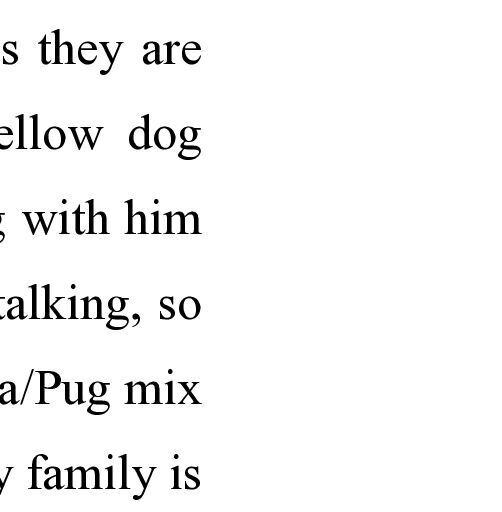 s they are
ellow dog
g with him
talking, so
a/Pug mix
y family is